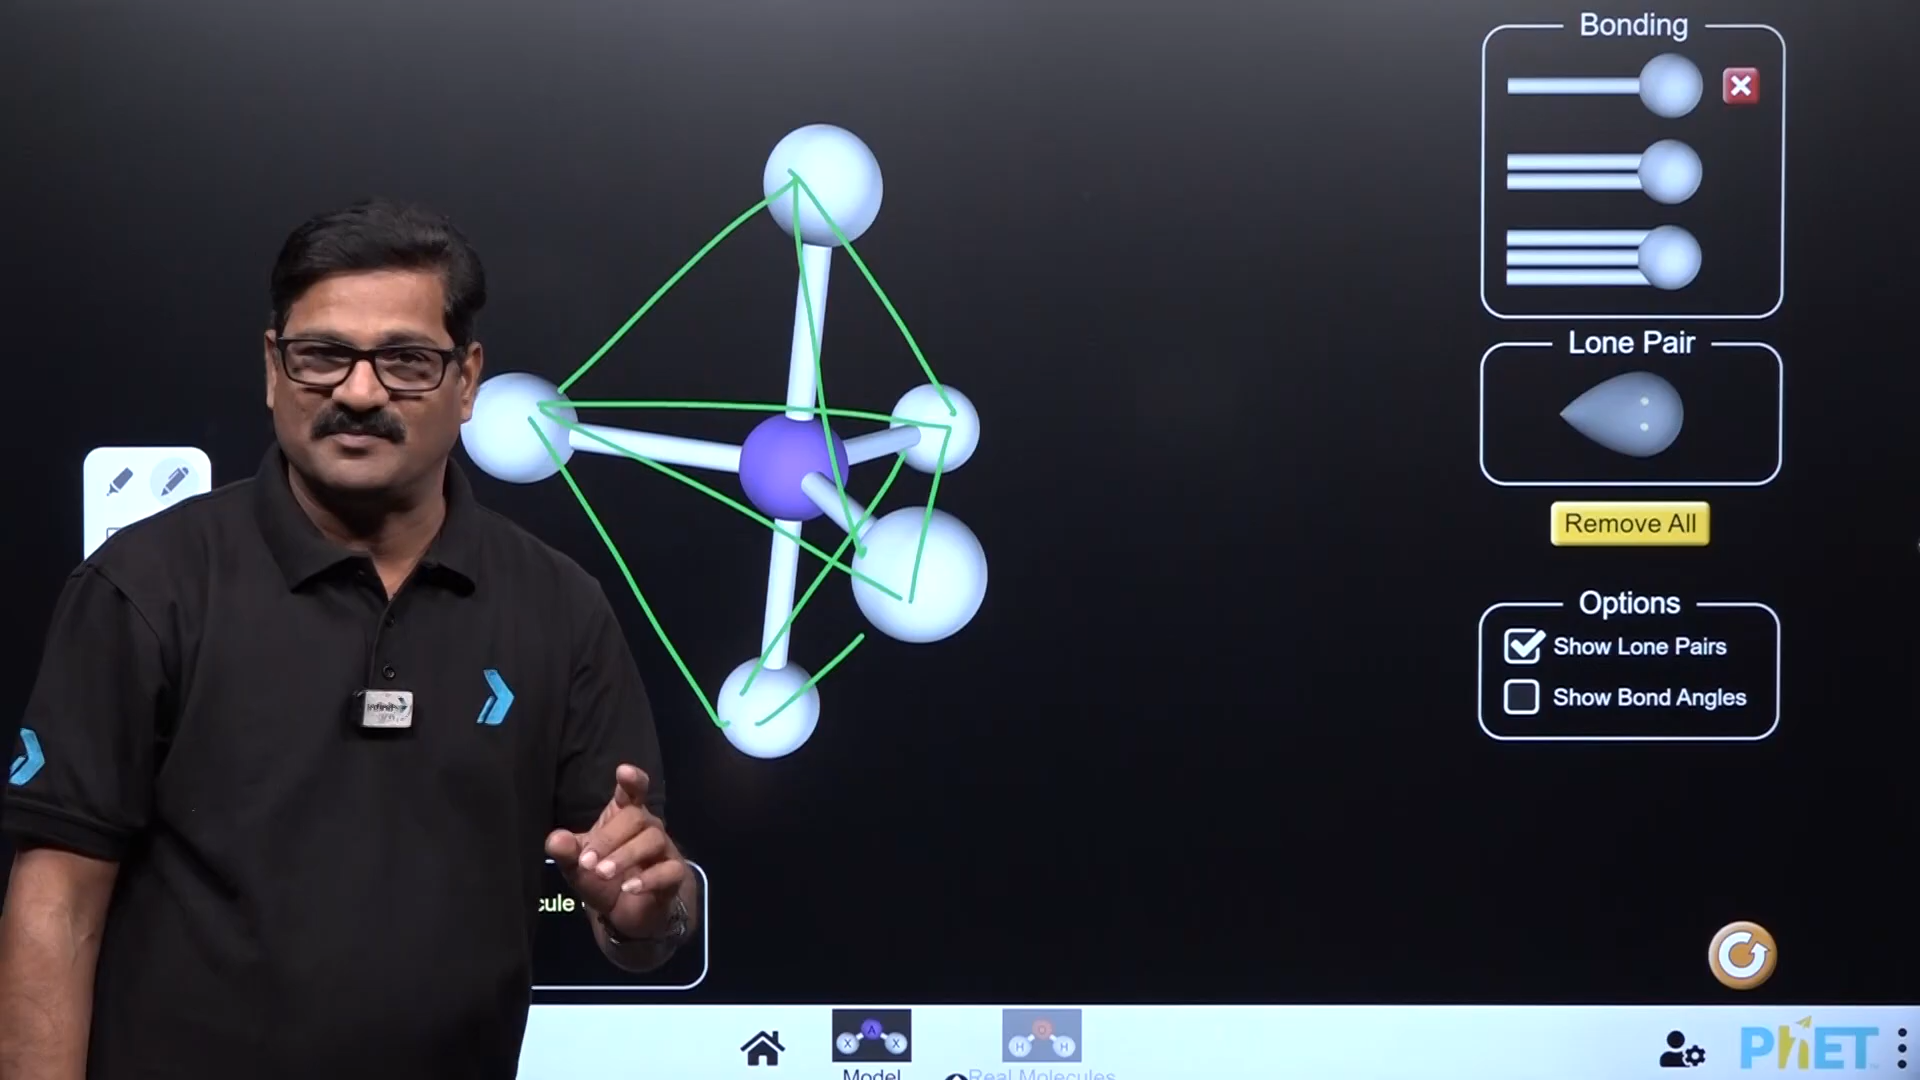 Bonding
Lone Pair
Remove All
Options
Show Lone Pairs
Show Bond Angles
cule
A
X X
H H
Model
Real Molecules
PhET